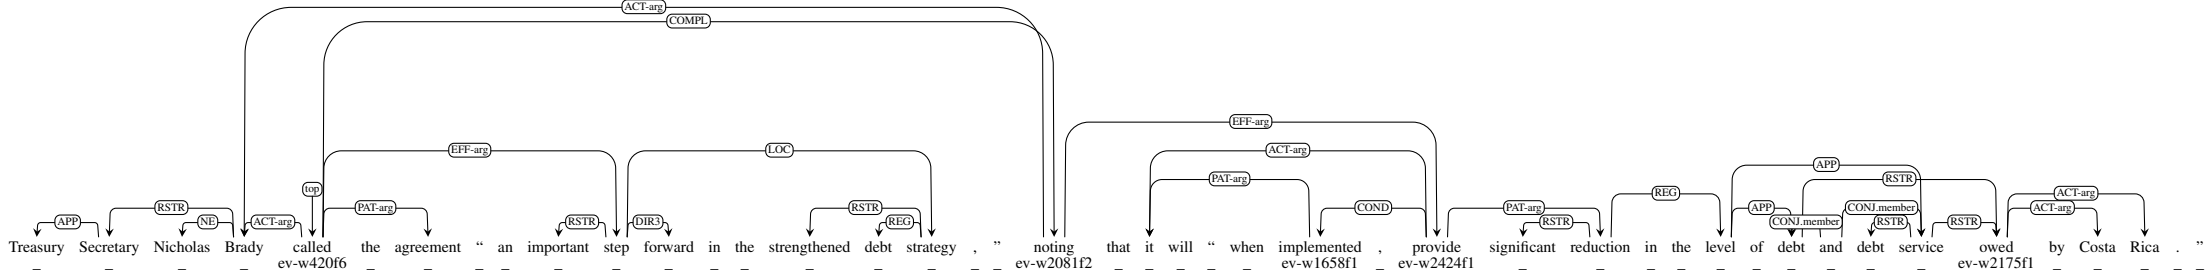 ACT-arg
COMPL
EFF-arg
EFF-arg LOC ACT-arg
APP
top PAT-arg RSTR
REG ACT-arg
RSTR PAT-arg RSTR COND PAT-arg APP ACT-arg
APP NE ACT-arg RSTR DIR3 REG RSTR CONJ.member CONJ.member RSTR RSTR
Treasury Secretary Nicholas Brady called the agreement “ an important step forward in the strengthened debt strategy , ” noting that it will “ when implemented , provide significant reduction in the level of debt and debt service owed by Costa Rica . ”
_ _ _ _ ev-w420f6 _ _ _ _ _ _ _ _ _ _ _ _ _ _ ev-w2081f2 _ _ _ _ _ ev-w1658f1 _ ev-w2424f1 _ _ _ _ _ _ _ _ _ _ ev-w2175f1 _ _ _ _ _